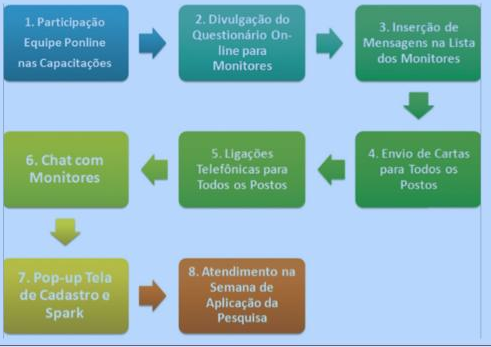 1. Participação
Equipe Ponline
nas Capacitações
2. Divulgação do
Questionário On-
line para
Monitores
3. Inserção de
Mensagens na Lista
dos Monitores
4. Envio de Cartas
para Todos os
Postos
5. Ligações
Telefônicas para
Todos os Postos
6. Chat com
Monitores
7. Pop-up Tela
de Cadastro e
Spark
8. Atendimento na
Semana de
Aplicação da
Pesquisa